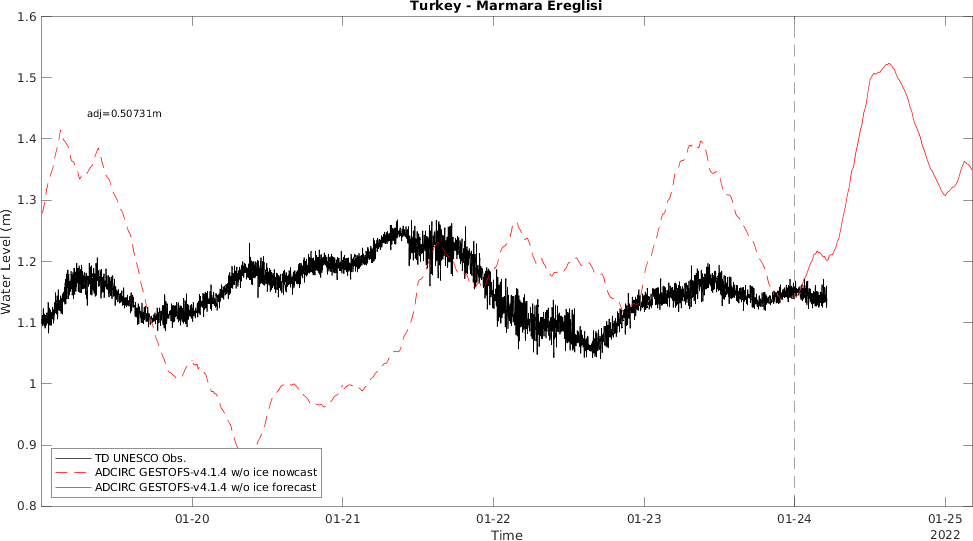 Turkey - Marmara Ereglisi
1.6
1.5
1.4
1.3
1.2
1.1
1
0.9
0.8
Water Level (m)
adj=0.50731m
TD UNESCO Obs.
ADCIRC GESTOFS-v4.1.4 w/o ice nowcast
ADCIRC GESTOFS-v4.1.4 w/o ice forecast
01-20
01-21
01-22
01-23
01-24
01-25
Time
2022